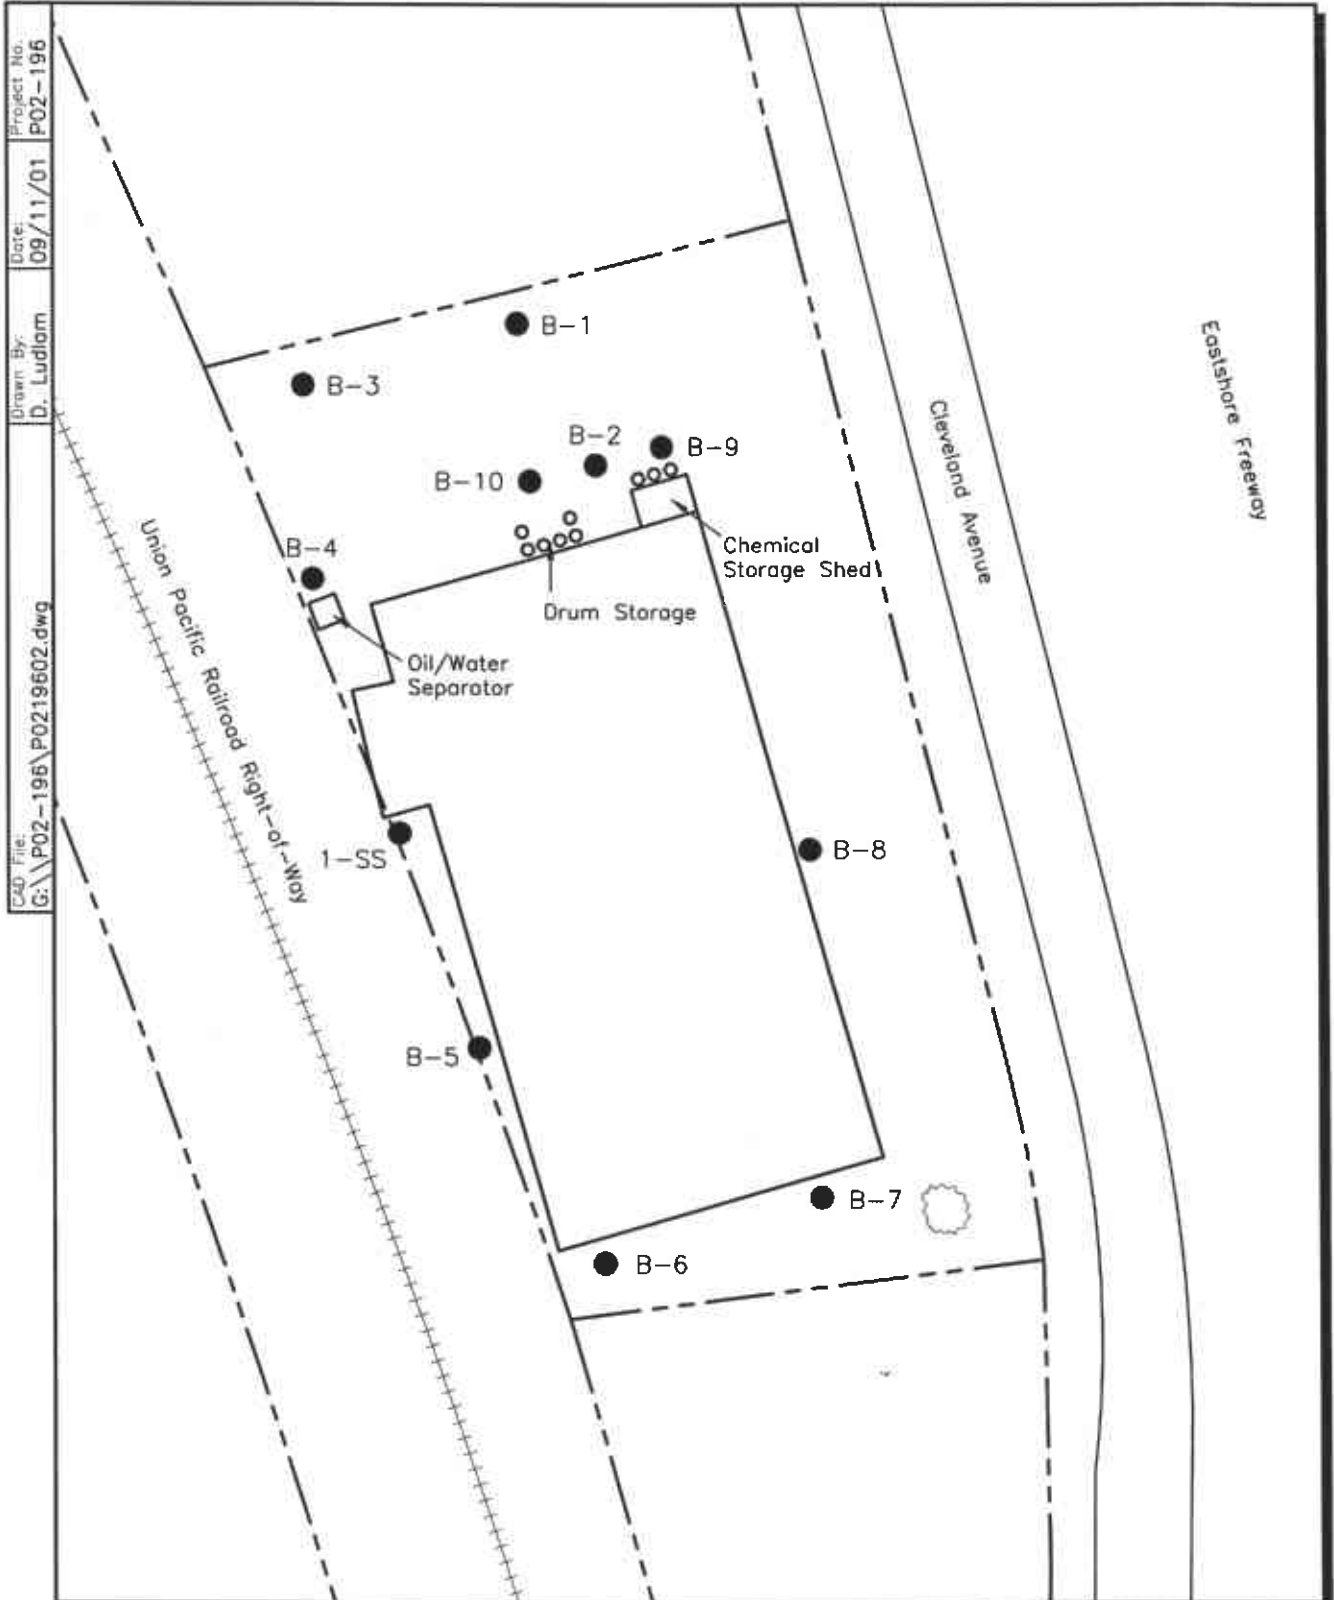 Project No.
P02-196
Date:
09/11/01
Drawn By:
D. Ludlam
CAD File:
G:\P02-196\P0219602.dwg
B-1
B-3
B-2
B-9
B-10
B-4
Chemical
Storage Shed
Drum Storage
Oil/Water
Separator
Union Pacific Railroad Right-of-Way
Cleveland Avenue
Eastshore Freeway
1-SS
B-8
B-5
B-7
B-6